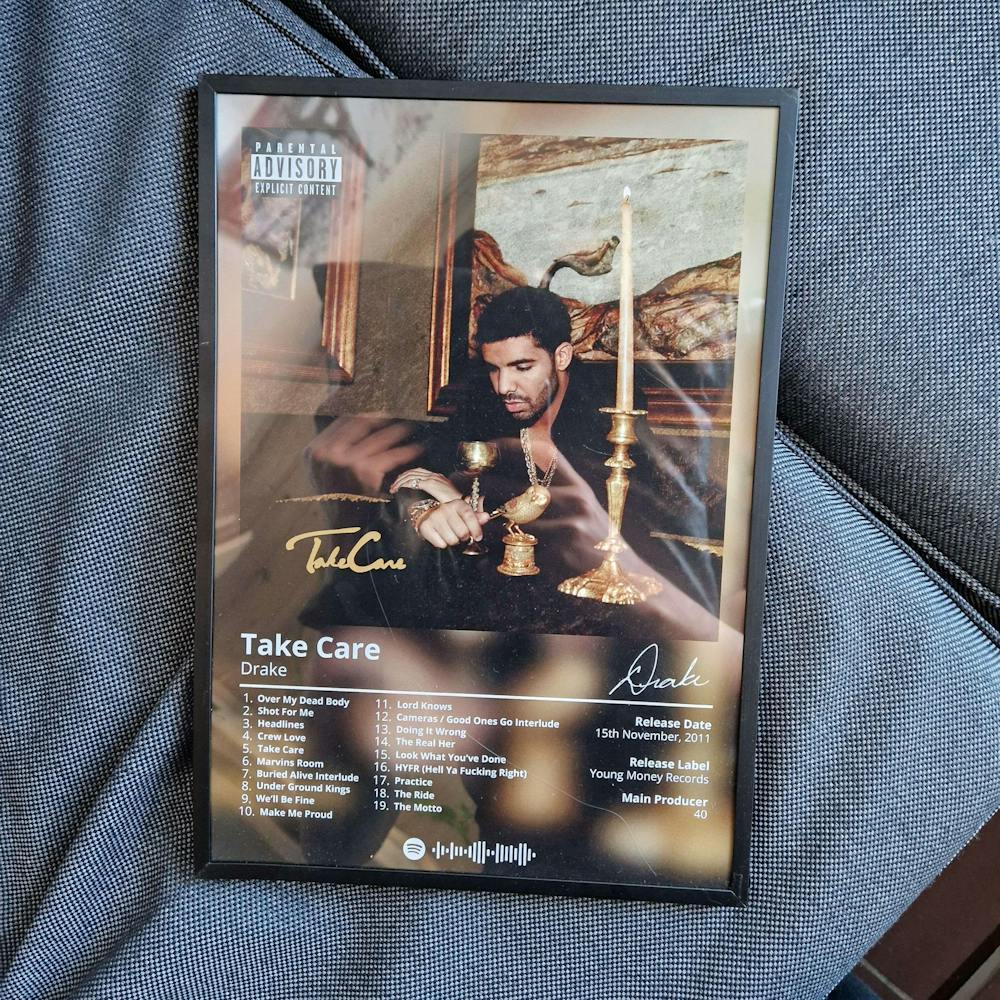 PARENTAL
ADVISORY
EXPLICIT CONTENT
Take Care
Take Care
Drake
Drake
1. Over My Dead Body
2. Shot For Me
3. Headlines
4. Crew Love
5. Take Care
6. Marvins Room
7. Buried Alive Interlude
8. Under Ground Kings
9. We'll Be Fine
10. Make Me Proud
11. Lord Knows
12. Cameras / Good Ones Go Interlude
13. Doing It Wrong
14. The Real Her
15. Look What You've Done
16. HYFR (Hell Ya Fucking Right)
17. Practice
18. The Ride
19. The Motto
Release Date
15th November, 2011
Release Label
Young Money Records
Main Producer
40